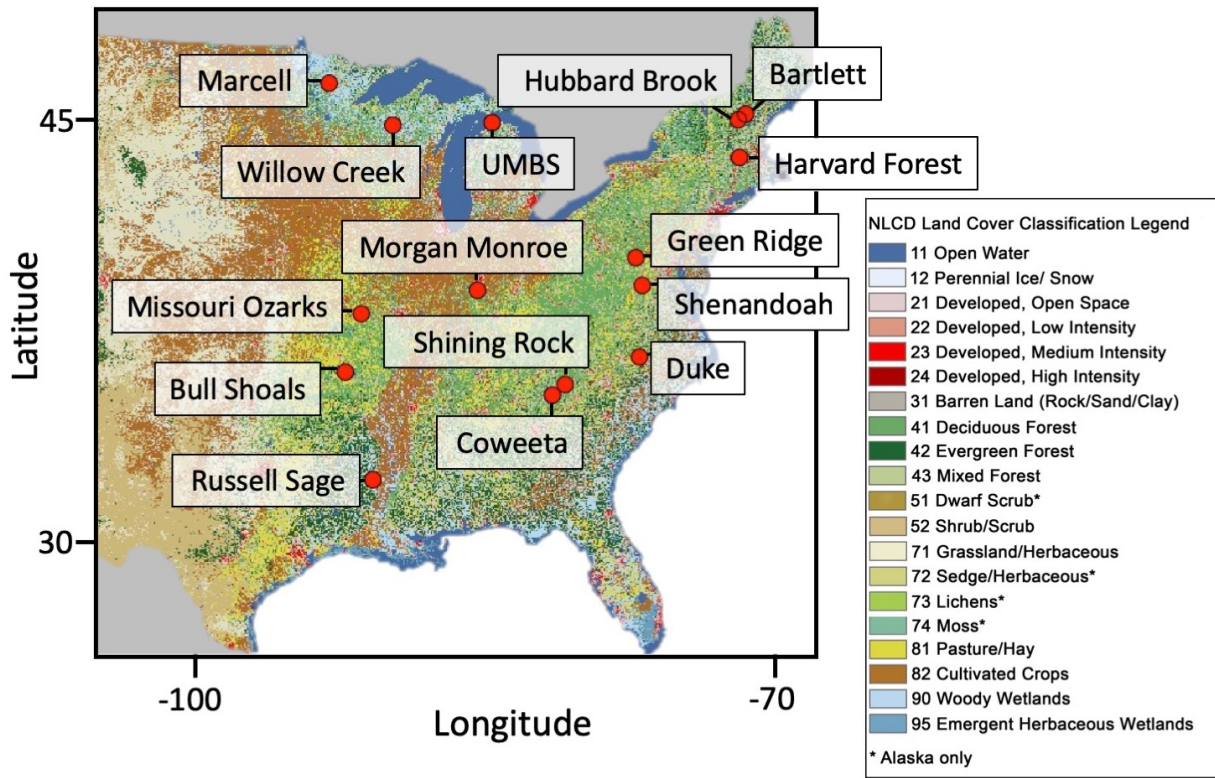 Marcell
Hubbard Brook
Bartlett
45
Willow Creek
UMBS
Harvard Forest
Morgan Monroe
Green Ridge
Missouri Ozarks
Shenandoah
Shining Rock
Bull Shoals
Duke
Coweeta
Russell Sage
30
Latitude
-100
-70
Longitude
NLCD Land Cover Classification Legend
11 Open Water
12 Perennial Ice/ Snow
21 Developed, Open Space
22 Developed, Low Intensity
23 Developed, Medium Intensity
24 Developed, High Intensity
31 Barren Land (Rock/Sand/Clay)
41 Deciduous Forest
42 Evergreen Forest
43 Mixed Forest
51 Dwarf Scrub*
52 Shrub/Scrub
71 Grassland/Herbaceous
72 Sedge/Herbaceous*
73 Lichens*
74 Moss*
81 Pasture/Hay
82 Cultivated Crops
90 Woody Wetlands
95 Emergent Herbaceous Wetlands
* Alaska only